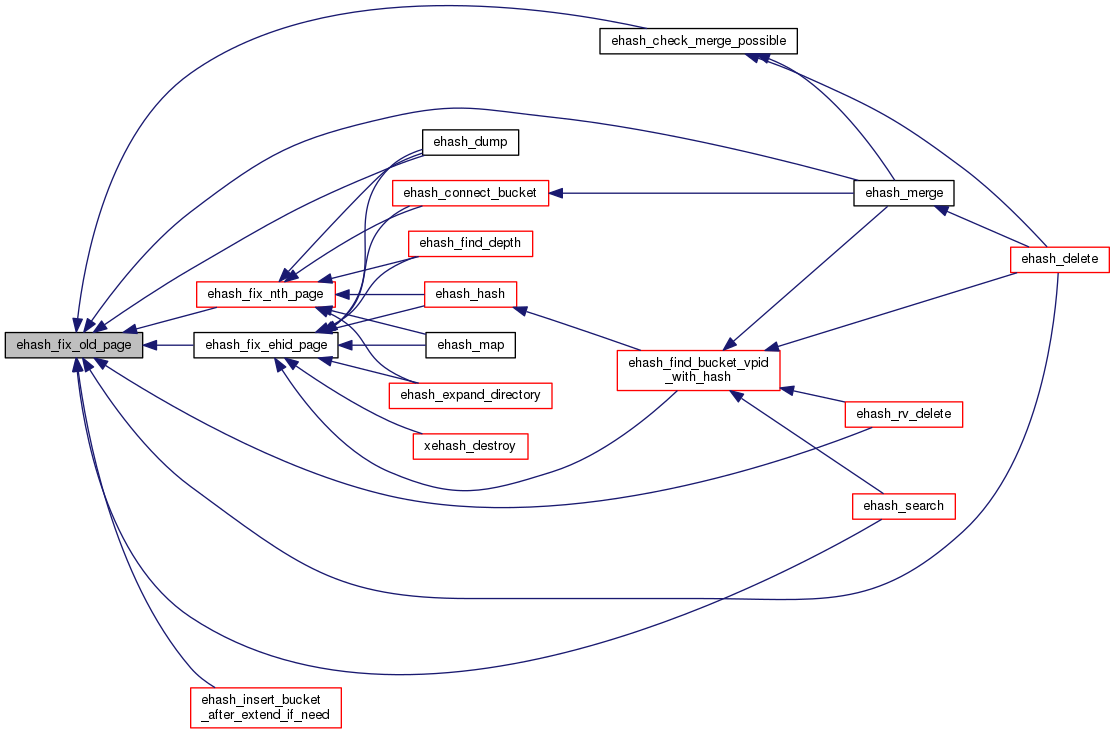 ehash_check_merge_possible
ehash_dump
ehash_connect_bucket
ehash_merge
ehash_find_depth
ehash_delete
ehash_fix_nth_page
ehash_hash
ehash_fix_old_page
ehash_fix_ehid_page
ehash_map
ehash_find_bucket_vpid
_with_hash
ehash_expand_directory
ehash_rv_delete
xehash_destroy
ehash_search
ehash_insert_bucket
_after_extend_if_need